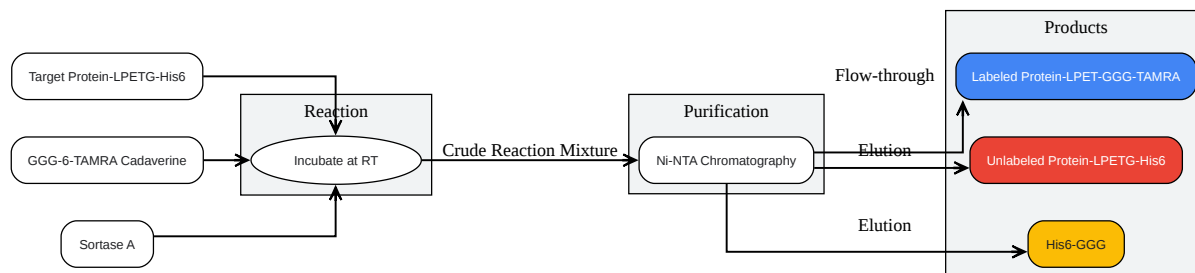 Products
Target Protein-LPETG-His6
Flow-through
Labeled Protein-LPET-GGG-TAMRA
Reaction
Purification
GGG-6-TAMRA Cadaverine
Incubate at RT
Crude Reaction Mixture
Ni-NTA Chromatography
Elution
Unlabeled Protein-LPETG-His6
Sortase A
Elution
His6-GGG